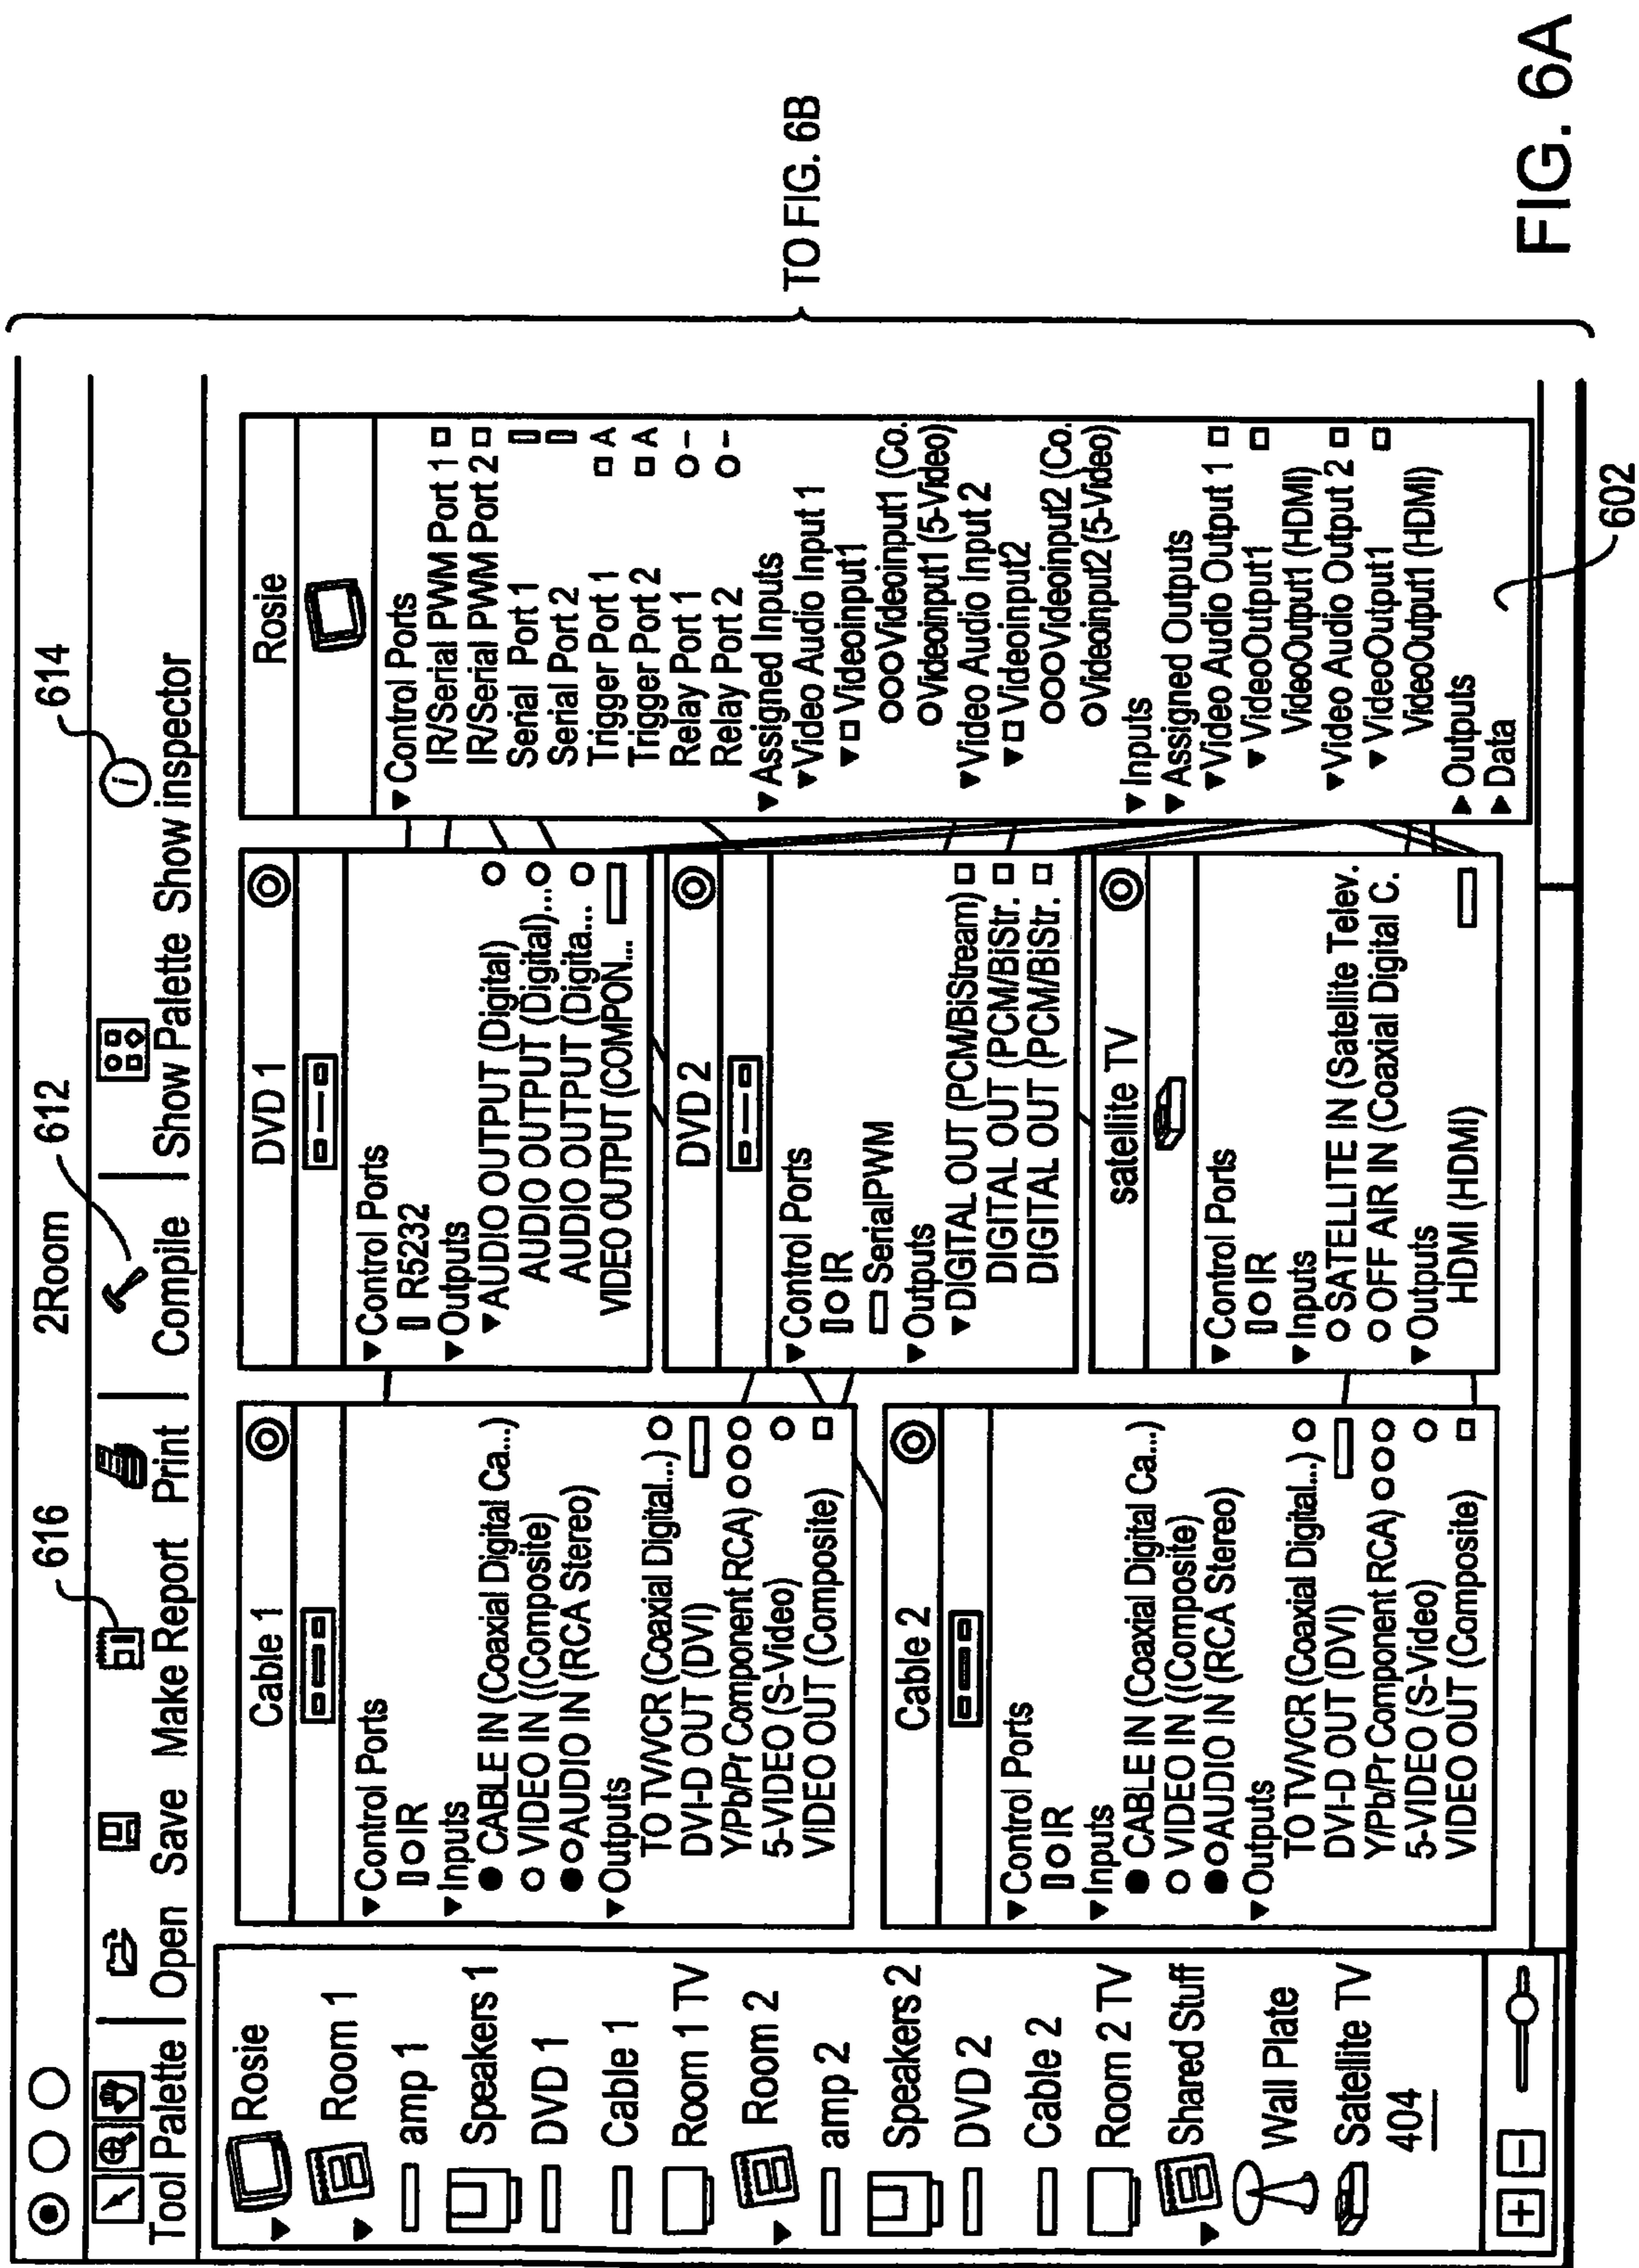 2Room
616
612
614
Tool Palette
Open
Save
Make Report
Print
Compile
Show Palette
Show inspector
Rosie
Room 1
amp 1
Speakers 1
DVD 1
Cable 1
Room 1 TV
Room 2
amp 2
Speakers 2
DVD 2
Cable 2
Room 2 TV
Shared Stuff
Wall Plate
Satellite TV
404
Cable 1
Control Ports
IR
Inputs
CABLE IN (Coaxial Digital Ca...)
VIDEO IN ((Composite)
AUDIO IN (RCA Stereo)
Outputs
TO TV/VCR (Coaxial Digital...)
DVI-D OUT (DVI)
Y/Pb/Pr Component RCA)
5-VIDEO (S-Video)
VIDEO OUT (Composite)
Cable 2
Control Ports
IR
Inputs
CABLE IN (Coaxial Digital Ca...)
VIDEO IN ((Composite)
AUDIO IN (RCA Stereo)
Outputs
TO TV/VCR (Coaxial Digital...)
DVI-D OUT (DVI)
Y/Pb/Pr Component RCA)
5-VIDEO (S-Video)
VIDEO OUT (Composite)
DVD 1
Control Ports
R5232
Outputs
AUDIO OUTPUT (Digital)
AUDIO OUTPUT (Digital)...
AUDIO OUTPUT (Digita...
VIDEO OUTPUT (COMPON...
DVD 2
Control Ports
IR
SerialPWM
Outputs
DIGITAL OUT (PCM/BiStream)
DIGITAL OUT (PCM/BiStr.
DIGITAL OUT (PCM/BiStr.
satellite TV
Control Ports
IR
Inputs
SATELLITE IN (Satellite Telev.
OFF AIR IN (Coaxial Digital C.
Outputs
HDMI (HDMI)
Rosie
Control Ports
IR/Serial PWM Port 1
IR/Serial PWM Port 2
Serial Port 1
Serial Port 2
Trigger Port 1 A
Trigger Port 2 A
Relay Port 1 -
Relay Port 2 -
Assigned Inputs
Video Audio Input 1
Videoinput1
Videoinput1 (Co.
Videoinput1 (5-Video)
Video Audio Input 2
Videoinput2
Videoinput2 (Co.
Videoinput2 (5-Video)
Inputs
Assigned Outputs
Video Audio Output 1
VideoOutput1
VideoOutput1 (HDMI)
Video Audio Output 2
VideoOutput1
VideoOutput1 (HDMI)
Outputs
Data
602
TO FIG. 6B
FIG. 6A